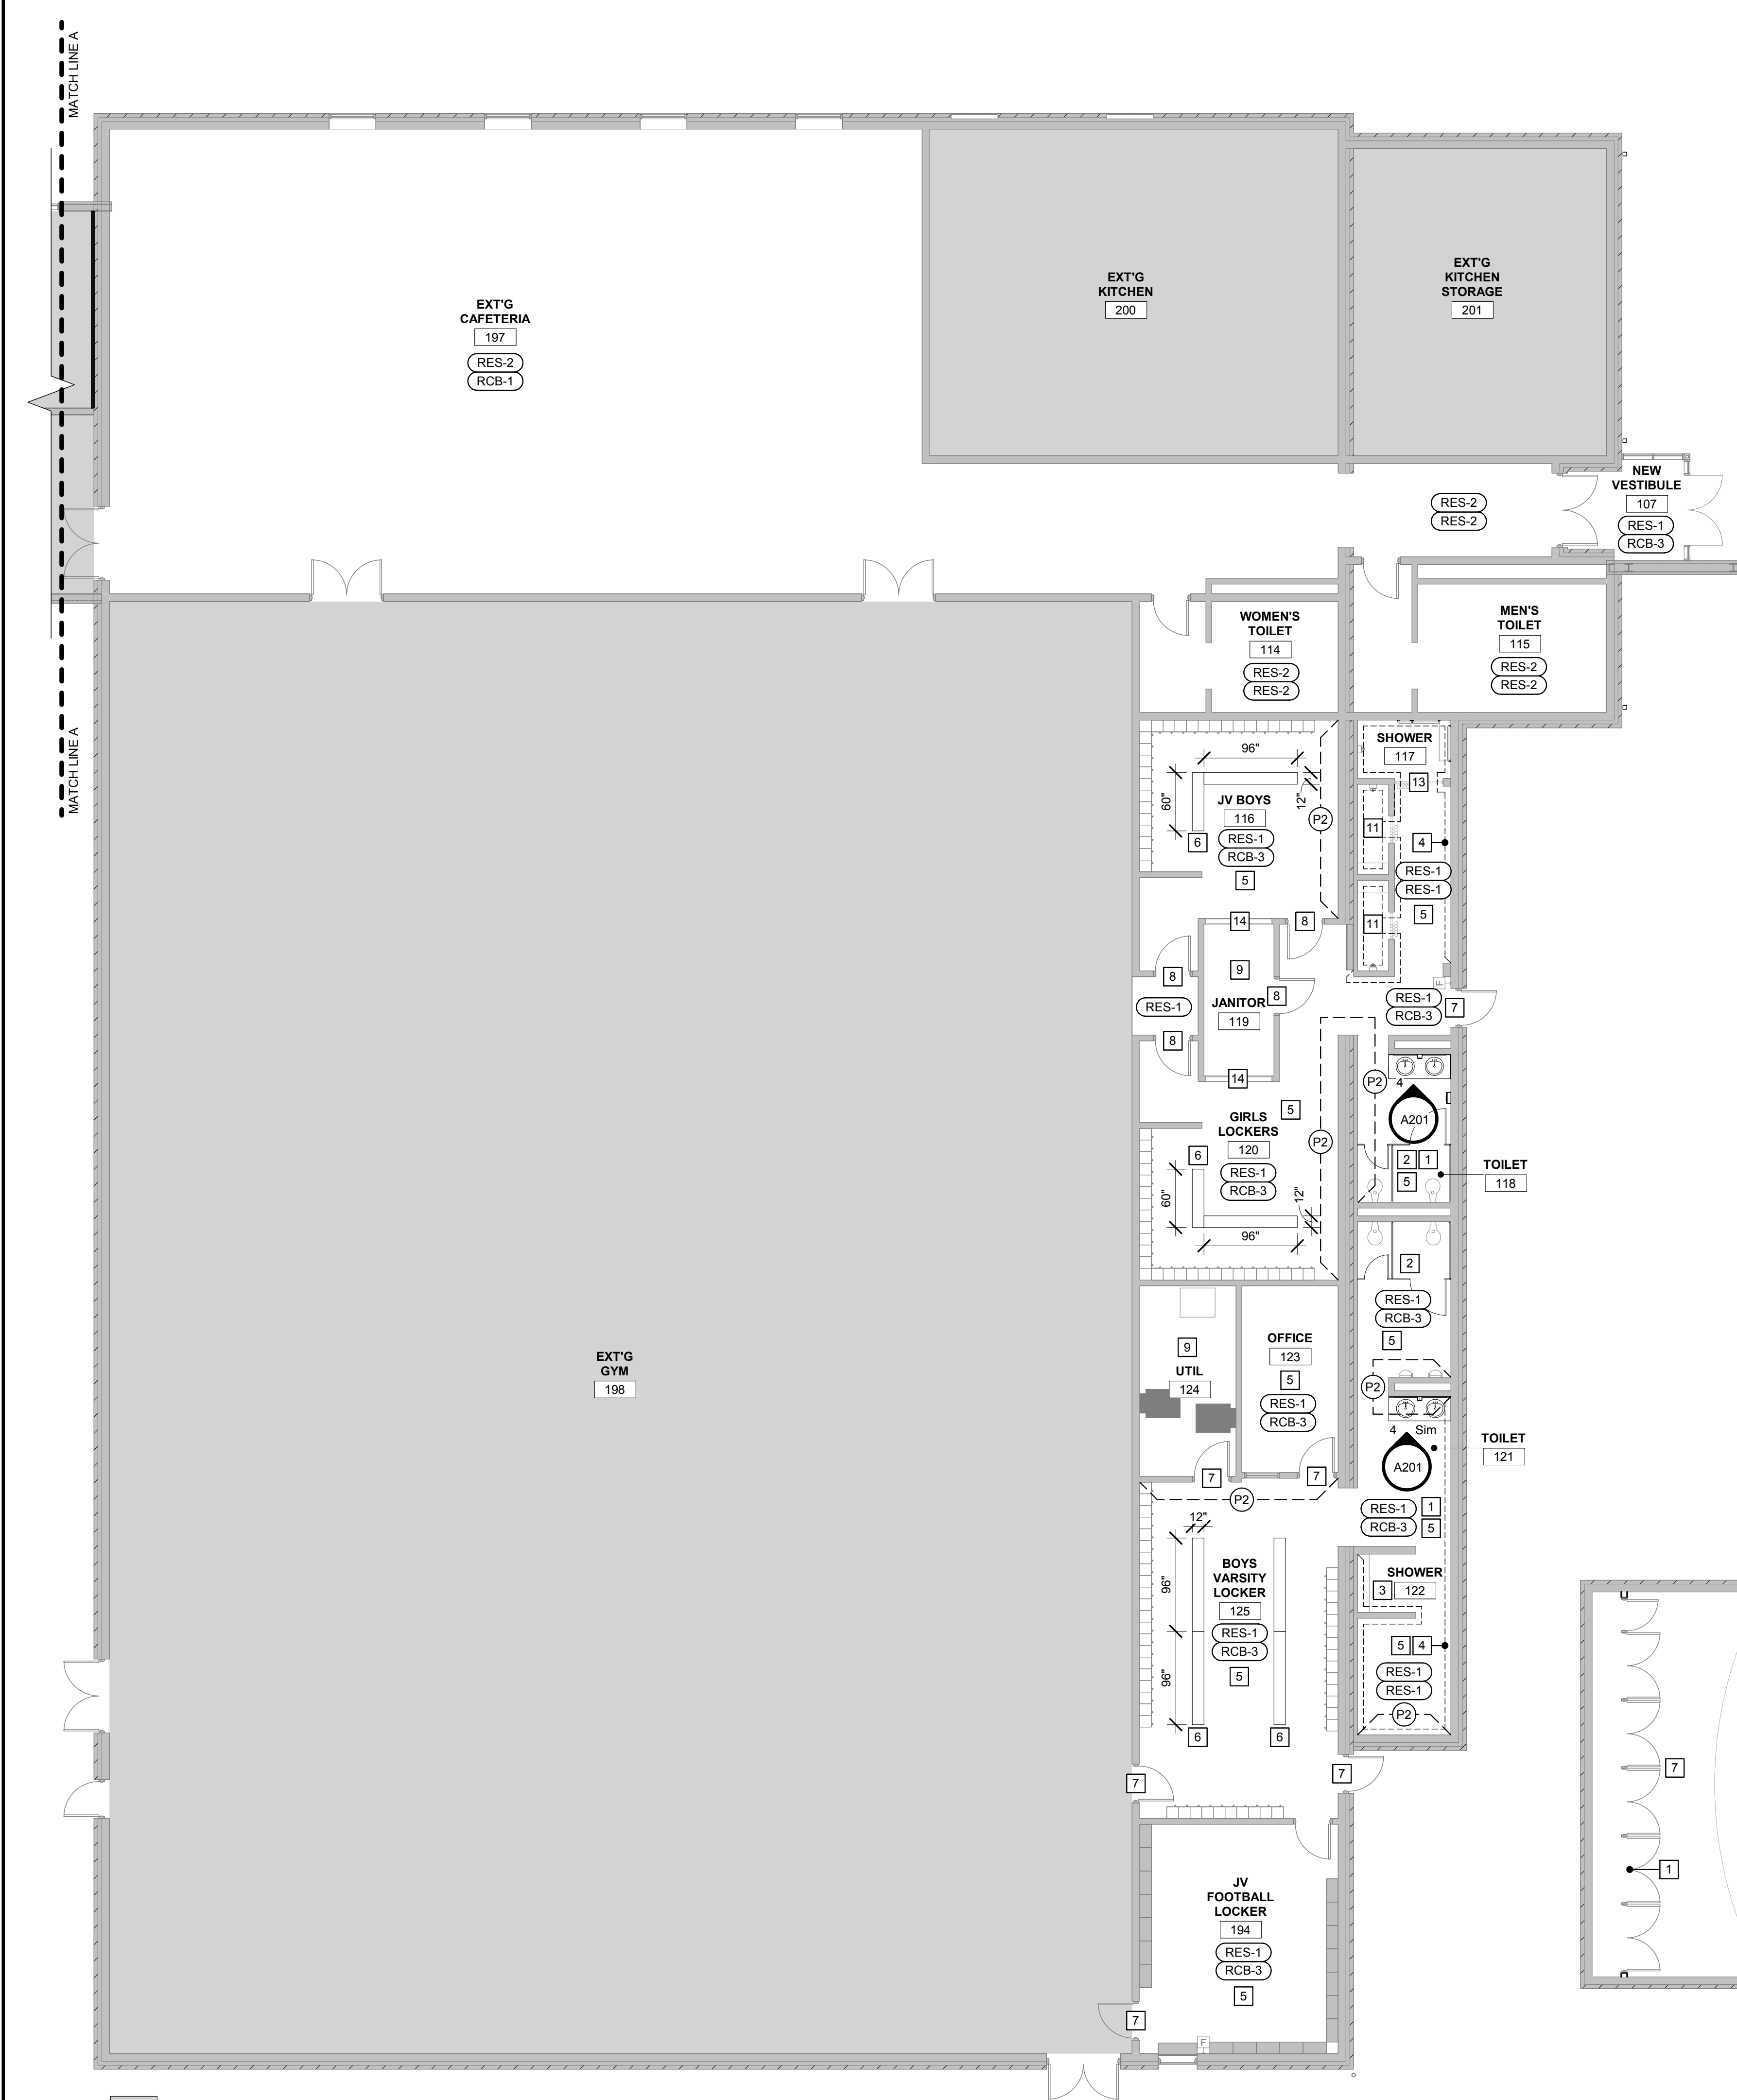 MATCH LINE A
EXT'G
CAFETERIA
197
RES-2
RCB-1
EXT'G
KITCHEN
200
EXT'G
KITCHEN
STORAGE
201
RES-2
RES-2
NEW
VESTIBULE
107
RES-1
RCB-3
WOMEN'S
TOILET
114
RES-2
RES-2
MEN'S
TOILET
115
RES-2
RES-2
MATCH LINE A
96"
60"
12"
JV BOYS
116
RES-1
RCB-3
6
5
P2
SHOWER
117
13
11
4
RES-1
RES-1
5
11
14
8
8
9
JANITOR
119
8
RES-1
8
14
F
RES-1
RCB-3
7
P2
4
A201
2
1
5
TOILET
118
5
GIRLS
LOCKERS
120
RES-1
RCB-3
6
P2
60"
12"
96"
2
RES-1
RCB-3
5
P2
9
UTIL
124
OFFICE
123
5
RES-1
RCB-3
7
7
P2
4
Sim
A201
TOILET
121
RES-1
RCB-3
1
5
EXT'G
GYM
198
12"
96"
96"
BOYS
VARSITY
LOCKER
125
RES-1
RCB-3
5
6
6
SHOWER
3
122
5
4
RES-1
RES-1
P2
7
7
JV
FOOTBALL
LOCKER
194
RES-1
RCB-3
5
7
F
7
1